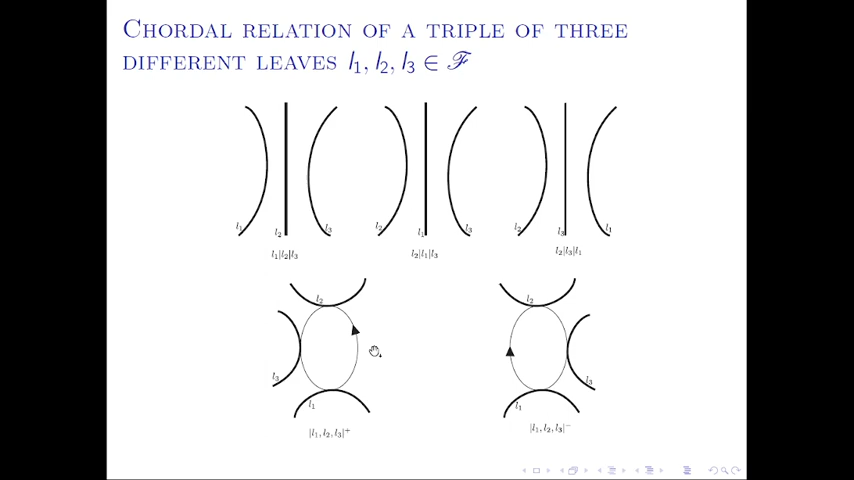 CHORDAL RELATION OF A TRIPLE OF THREE
DIFFERENT LEAVES l₁, l₂, l₃ ∈ ℱ
l₁ l₂ l₃ l₂ l₁ l₃ l₂ l₃ l₁
l₁|l₂|l₃ l₂|l₁|l₃ l₂|l₃|l₁
l₂ l₂
l₃ l₃
l₁ l₁
|l₁, l₂, l₃|⁺ |l₁, l₂, l₃|⁻